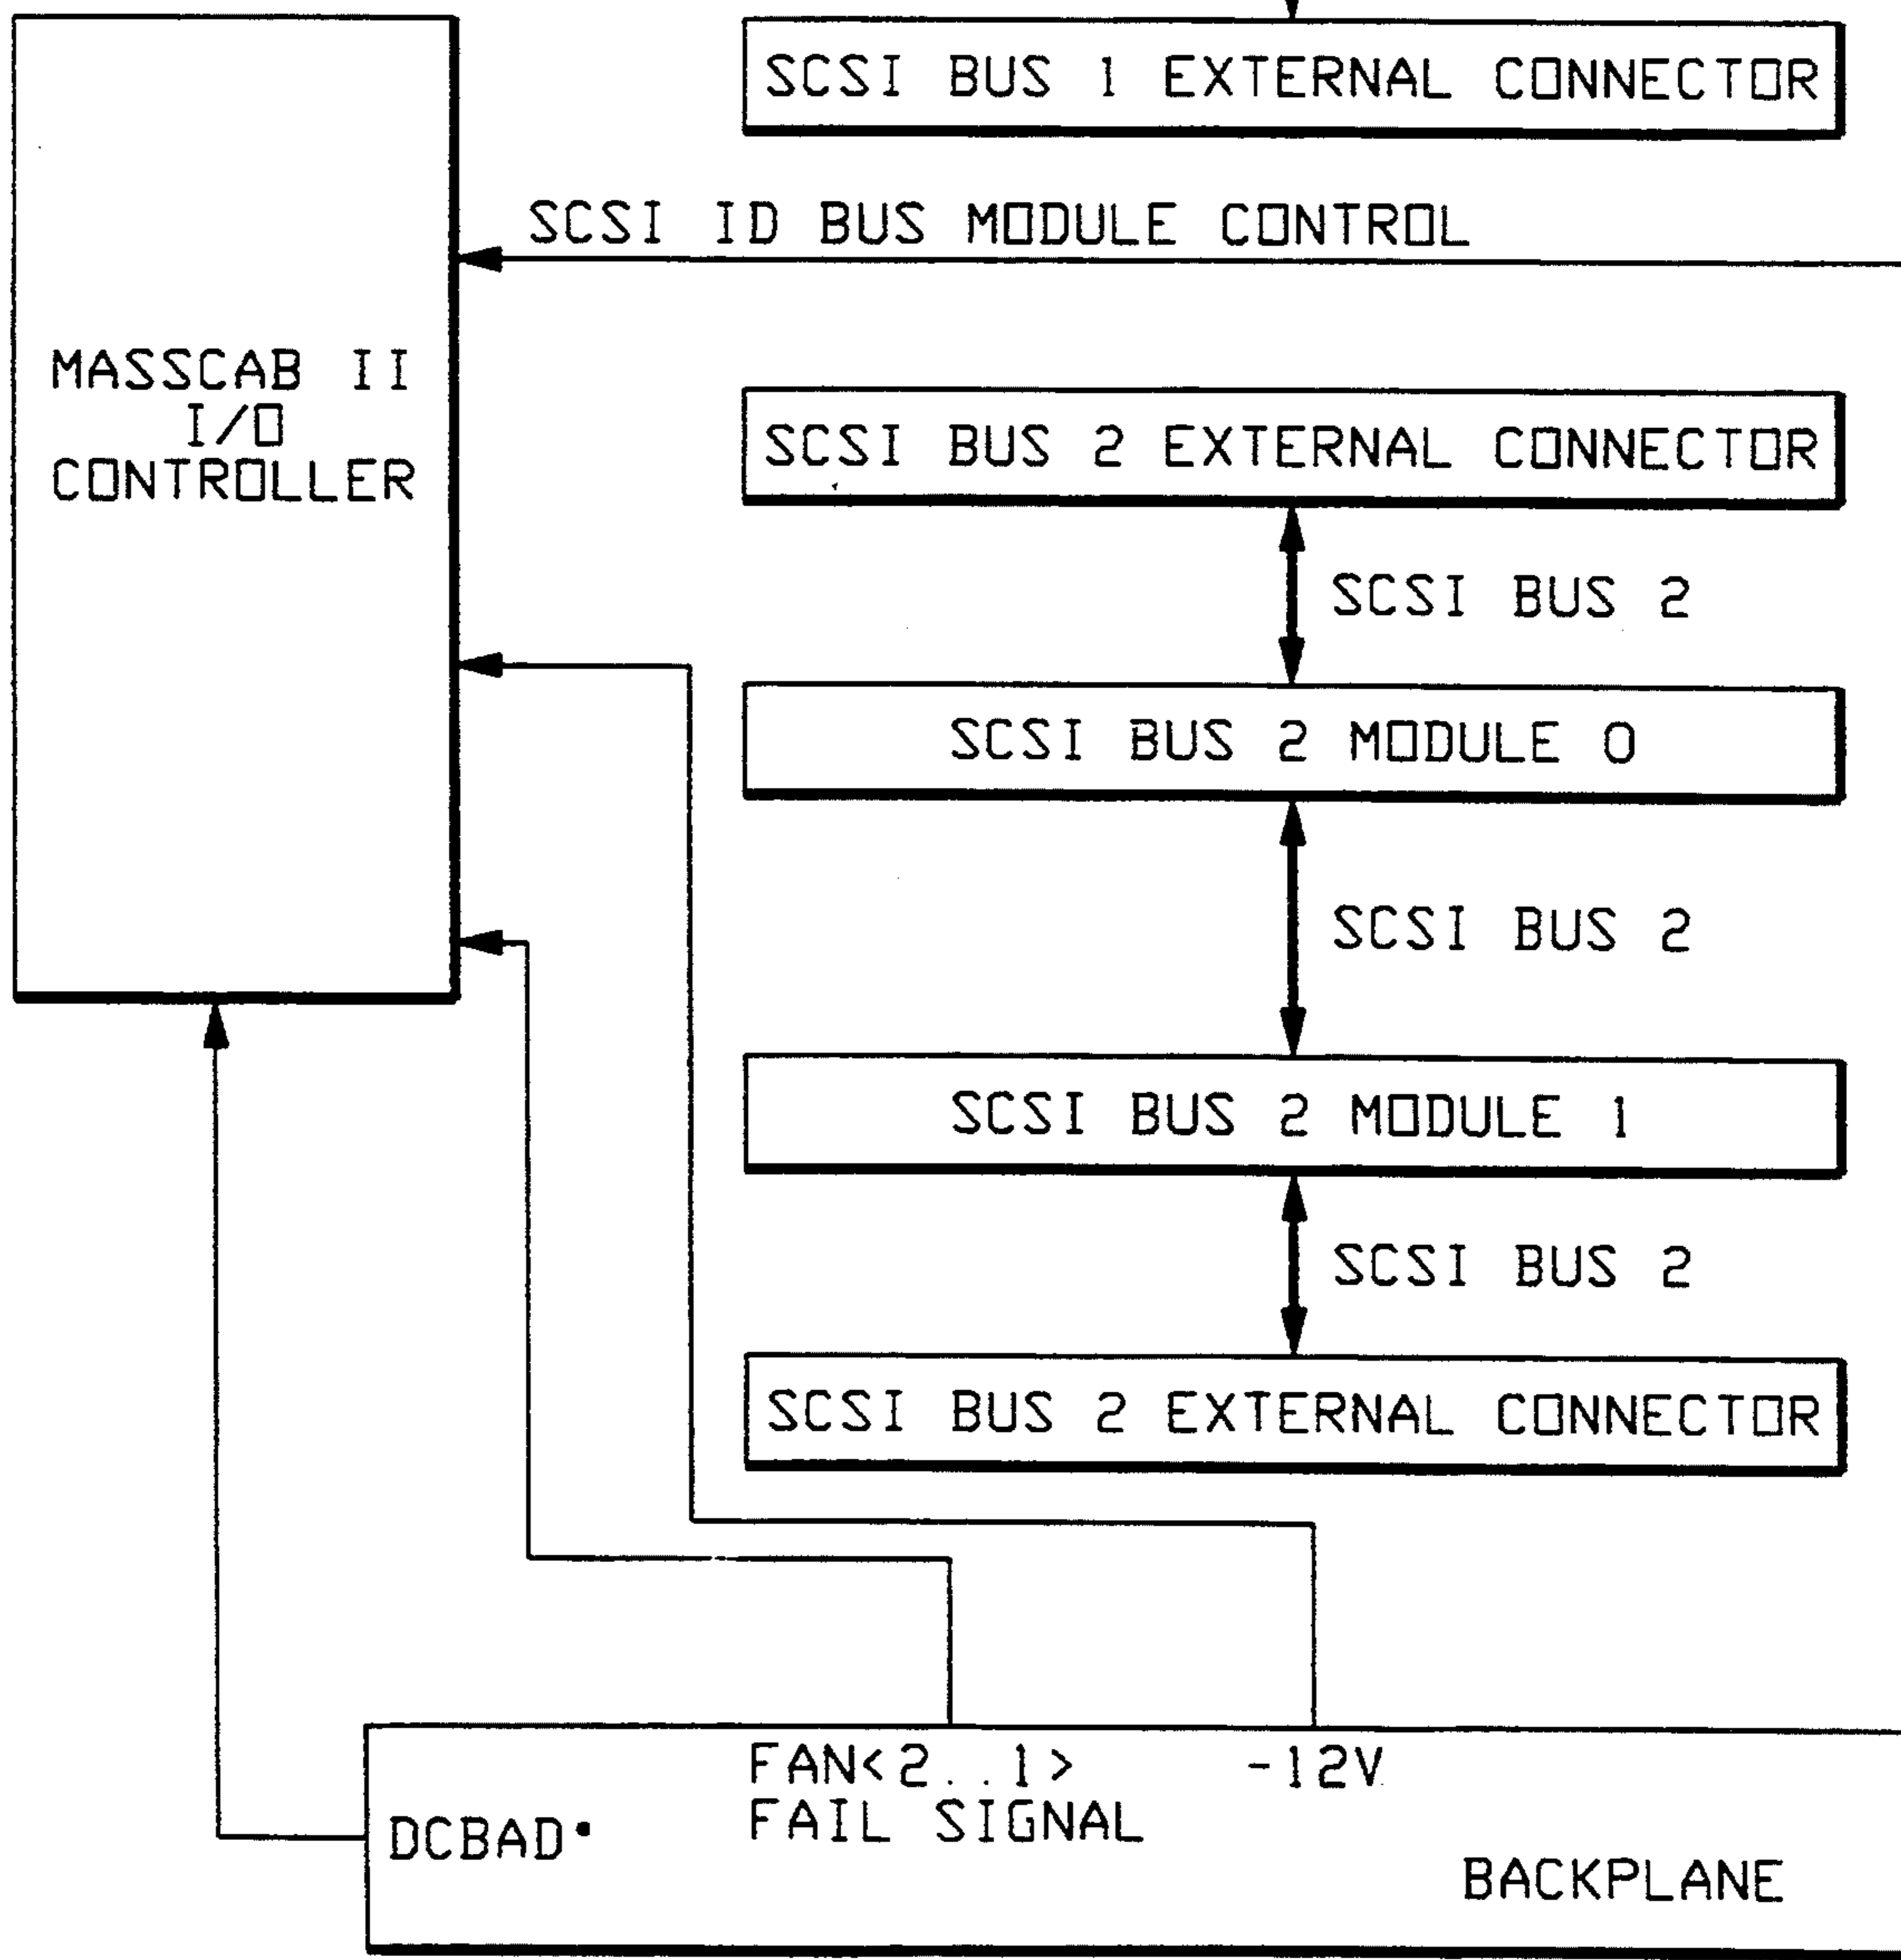 SCSI BUS 1 EXTERNAL CONNECTOR
SCSI ID BUS MODULE CONTROL
MASSCAB II
I/O
CONTROLLER
SCSI BUS 2 EXTERNAL CONNECTOR
SCSI BUS 2
SCSI BUS 2 MODULE 0
SCSI BUS 2
SCSI BUS 2 MODULE 1
SCSI BUS 2
SCSI BUS 2 EXTERNAL CONNECTOR
FAN<2..1>
FAIL SIGNAL
-12V
DCBAD•
BACKPLANE